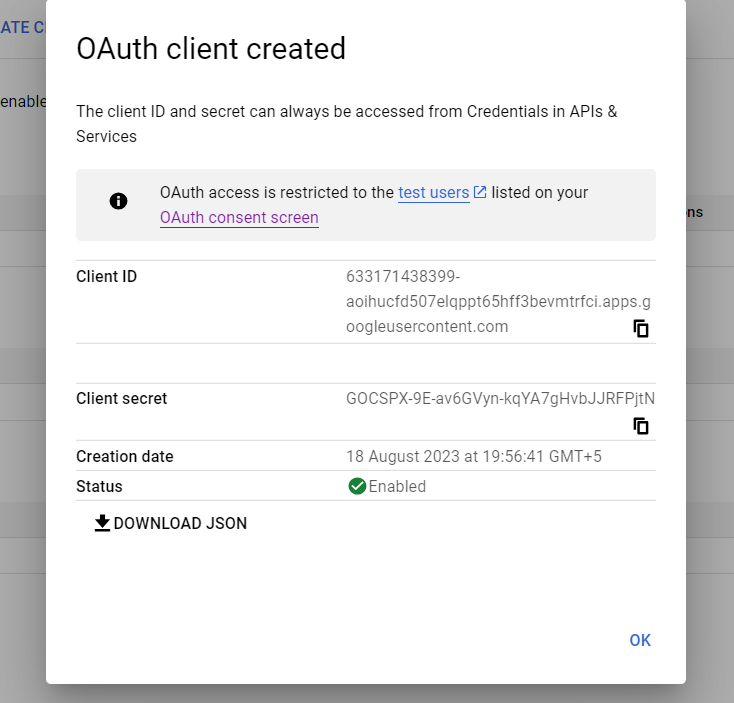 ATE C
OAuth client created
enable
The client ID and secret can always be accessed from Credentials in APIs &
Services
OAuth access is restricted to the test users listed on your
OAuth consent screen
ns
Client ID
633171438399-
aoihucfd507elqppt65hff3bevmtrfci.apps.g
oogleusercontent.com
Client secret
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
Creation date
18 August 2023 at 19:56:41 GMT+5
Status
Enabled
DOWNLOAD JSON
OK